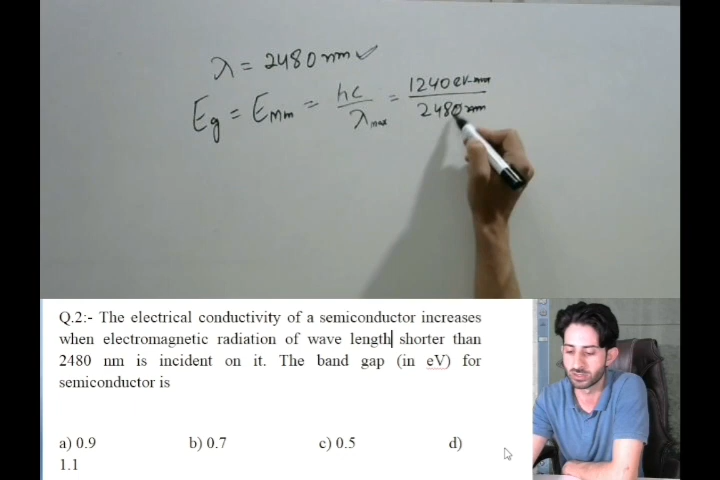 λ = 2480 nm ✓
Eg = EMm = hc/λmax = 1240 eV-nm/2480 nm
Q.2:- The electrical conductivity of a semiconductor increases
when electromagnetic radiation of wave length shorter than
2480 nm is incident on it. The band gap (in eV) for
semiconductor is
a) 0.9 b) 0.7 c) 0.5 d)
1.1